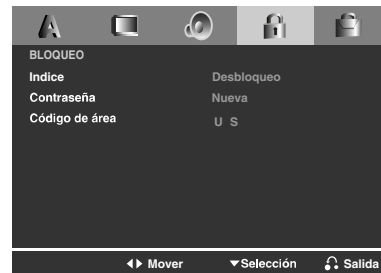 BLOQUEO
Indice Desbloqueo
Contraseña Nueva
Código de área U S
Mover Selección Salida